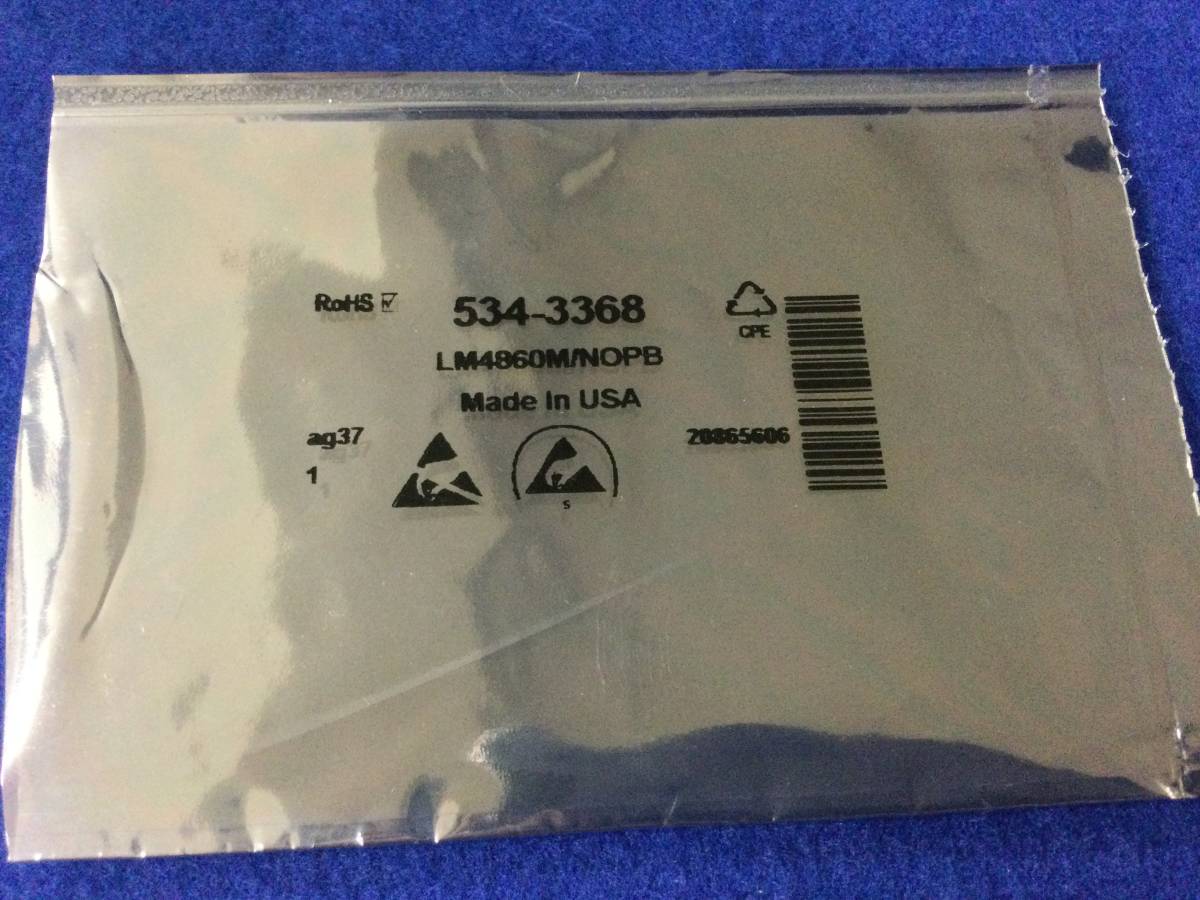 RoHS
534-3368
LM4860M/NOPB
Made In USA
CPE
ag37
1
20865606
S